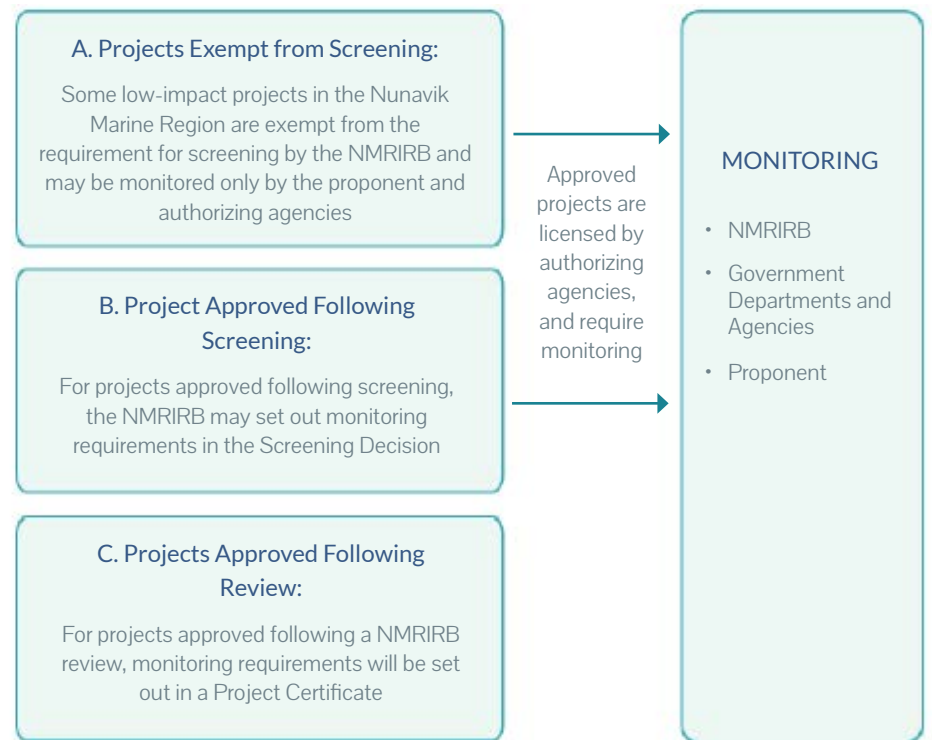 A. Projects Exempt from Screening:
Some low-impact projects in the Nunavik
Marine Region are exempt from the
requirement for screening by the NMRIRB and
may be monitored only by the proponent and
authorizing agencies
B. Project Approved Following
Screening:
For projects approved following screening,
the NMRIRB may set out monitoring
requirements in the Screening Decision
C. Projects Approved Following
Review:
For projects approved following a NMRIRB
review, monitoring requirements will be set
out in a Project Certificate
Approved
projects are
licensed by
authorizing
agencies,
and require
monitoring
MONITORING
• NMRIRB
• Government
Departments and
Agencies
• Proponent